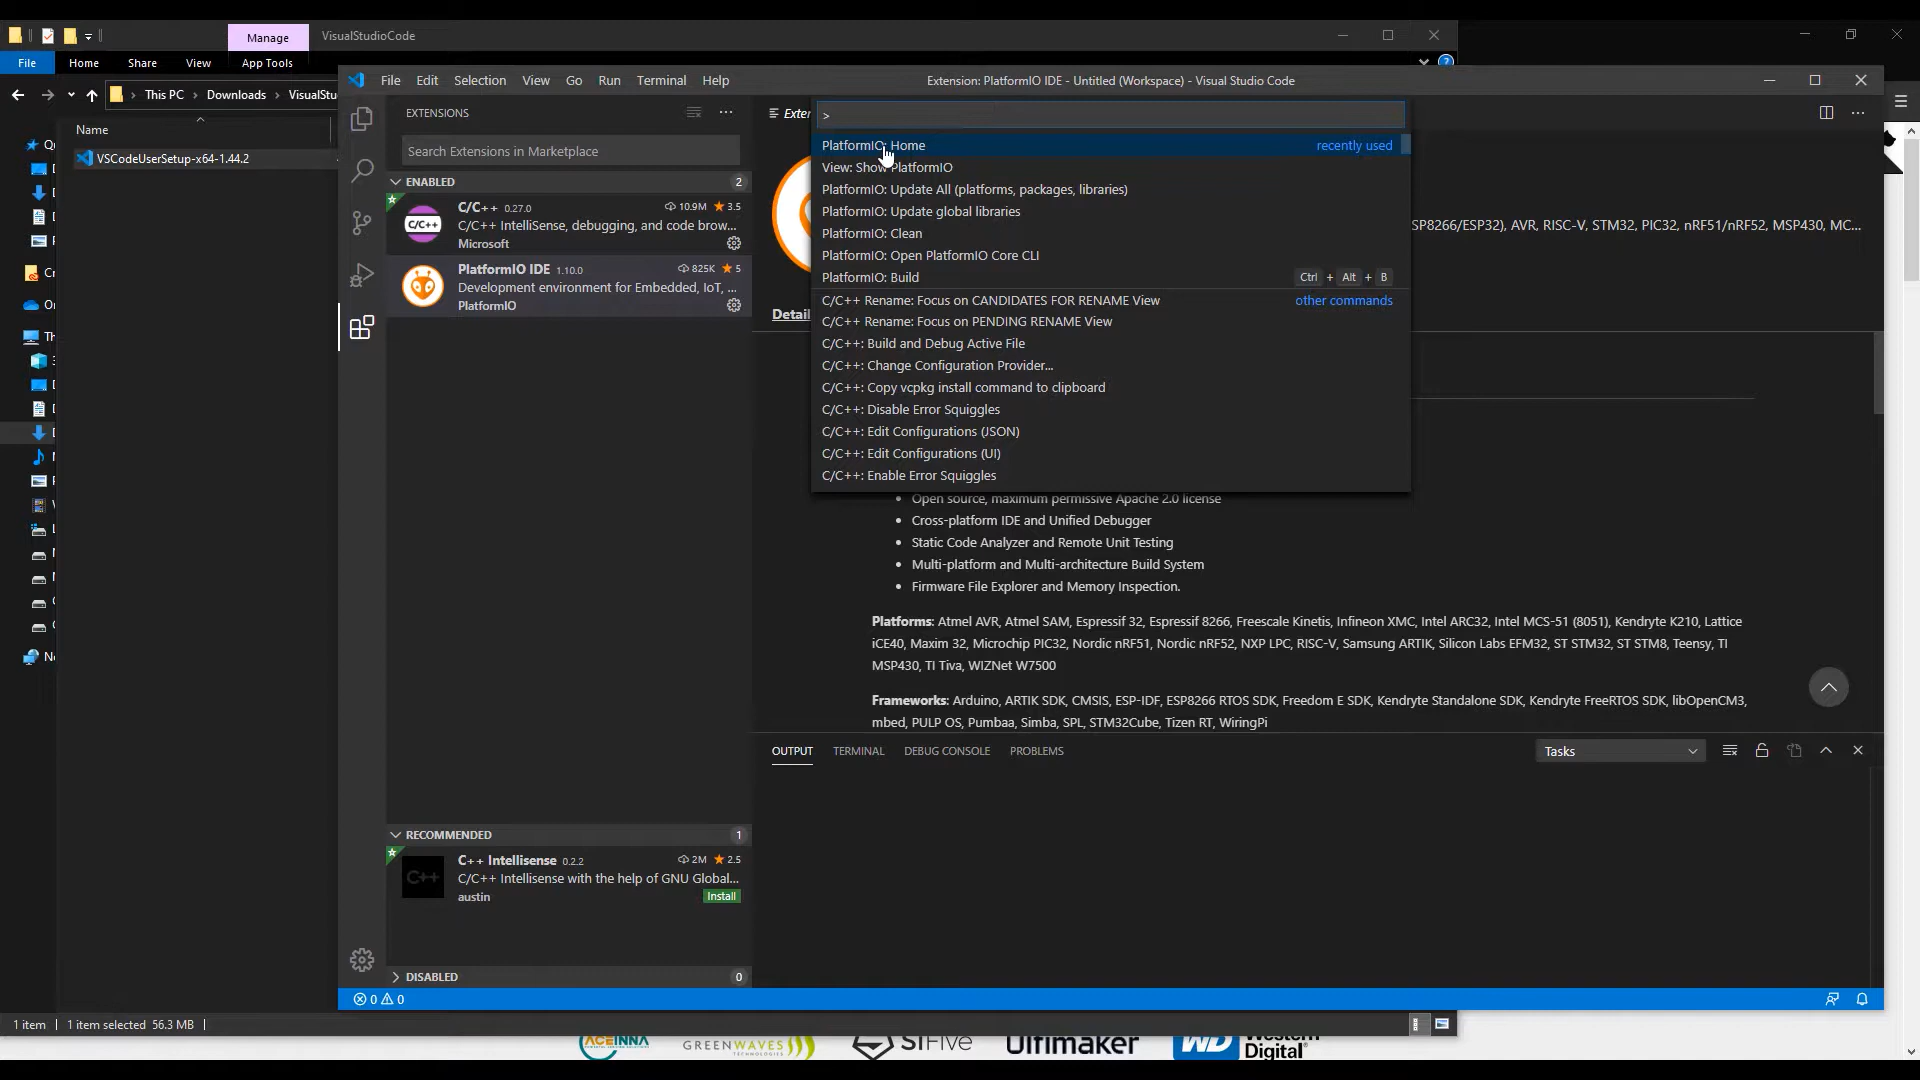 Manage
VisualStudioCode
File
Home
Share
View
App Tools
This PC
Downloads
VisualStu
Name
VSCodeUserSetup-x64-1.44.2
1 item
1 item selected 56.3 MB
File Edit Selection View Go Run Terminal Help
Extension: PlatformIO IDE - Untitled (Workspace) - Visual Studio Code
EXTENSIONS
Search Extensions in Marketplace
ENABLED
2
C/C++ 0.27.0 10.9M 3.5
C/C++ IntelliSense, debugging, and code brow...
Microsoft
PlatformIO IDE 1.10.0 825K 5
Development environment for Embedded, IoT, ...
PlatformIO
RECOMMENDED
1
C++ Intellisense 0.2.2 2M 2.5
C/C++ Intellisense with the help of GNU Global...
austin
Install
DISABLED
0
Exten
>
PlatformIO: Home
recently used
View: Show PlatformIO
PlatformIO: Update All (platforms, packages, libraries)
PlatformIO: Update global libraries
PlatformIO: Clean
PlatformIO: Open PlatformIO Core CLI
PlatformIO: Build
Ctrl + Alt + B
C/C++ Rename: Focus on CANDIDATES FOR RENAME View
other commands
C/C++ Rename: Focus on PENDING RENAME View
C/C++: Build and Debug Active File
C/C++: Change Configuration Provider...
C/C++: Copy vcpkg install command to clipboard
C/C++: Disable Error Squiggles
C/C++: Edit Configurations (JSON)
C/C++: Edit Configurations (UI)
C/C++: Enable Error Squiggles
SP8266/ESP32), AVR, RISC-V, STM32, PIC32, nRF51/nRF52, MSP430, MC...
Detail
• Open source, maximum permissive Apache 2.0 license
• Cross-platform IDE and Unified Debugger
• Static Code Analyzer and Remote Unit Testing
• Multi-platform and Multi-architecture Build System
• Firmware File Explorer and Memory Inspection.
Platforms: Atmel AVR, Atmel SAM, Espressif 32, Espressif 8266, Freescale Kinetis, Infineon XMC, Intel ARC32, Intel MCS-51 (8051), Kendryte K210, Lattice
iCE40, Maxim 32, Microchip PIC32, Nordic nRF51, Nordic nRF52, NXP LPC, RISC-V, Samsung ARTIK, Silicon Labs EFM32, ST STM32, ST STM8, Teensy, TI
MSP430, TI Tiva, WIZNet W7500
Frameworks: Arduino, ARTIK SDK, CMSIS, ESP-IDF, ESP8266 RTOS SDK, Freedom E SDK, Kendryte Standalone SDK, Kendryte FreeRTOS SDK, libOpenCM3,
mbed, PULP OS, Pumbaa, Simba, SPL, STM32Cube, Tizen RT, WiringPi
OUTPUT
TERMINAL
DEBUG CONSOLE
PROBLEMS
Tasks
0 0
ACEINNA
GREENWAVES
SiFive
Ultimaker
WD Western
Digital